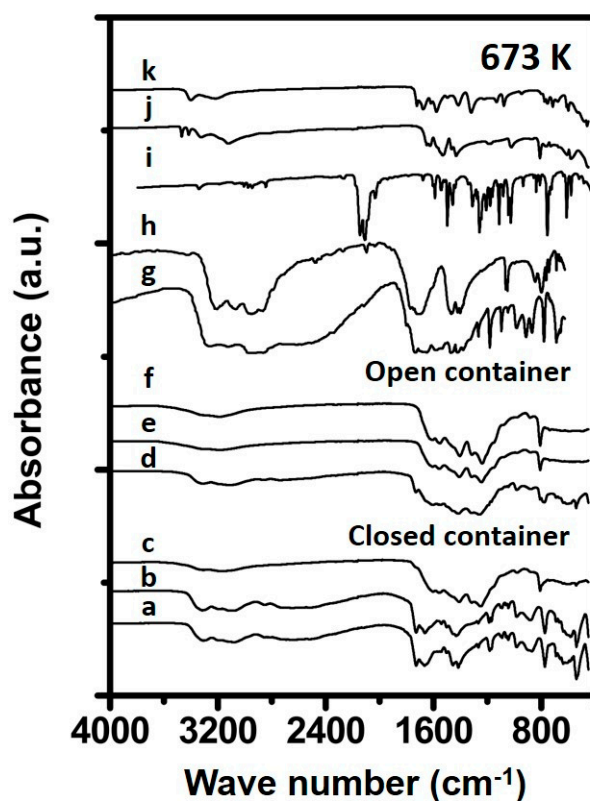 673 K
k
j
i
h
g
Open container
f
e
d
Closed container
c
b
a
Absorbance (a.u.)
4000 3200 2400 1600 800
Wave number (cm⁻¹)